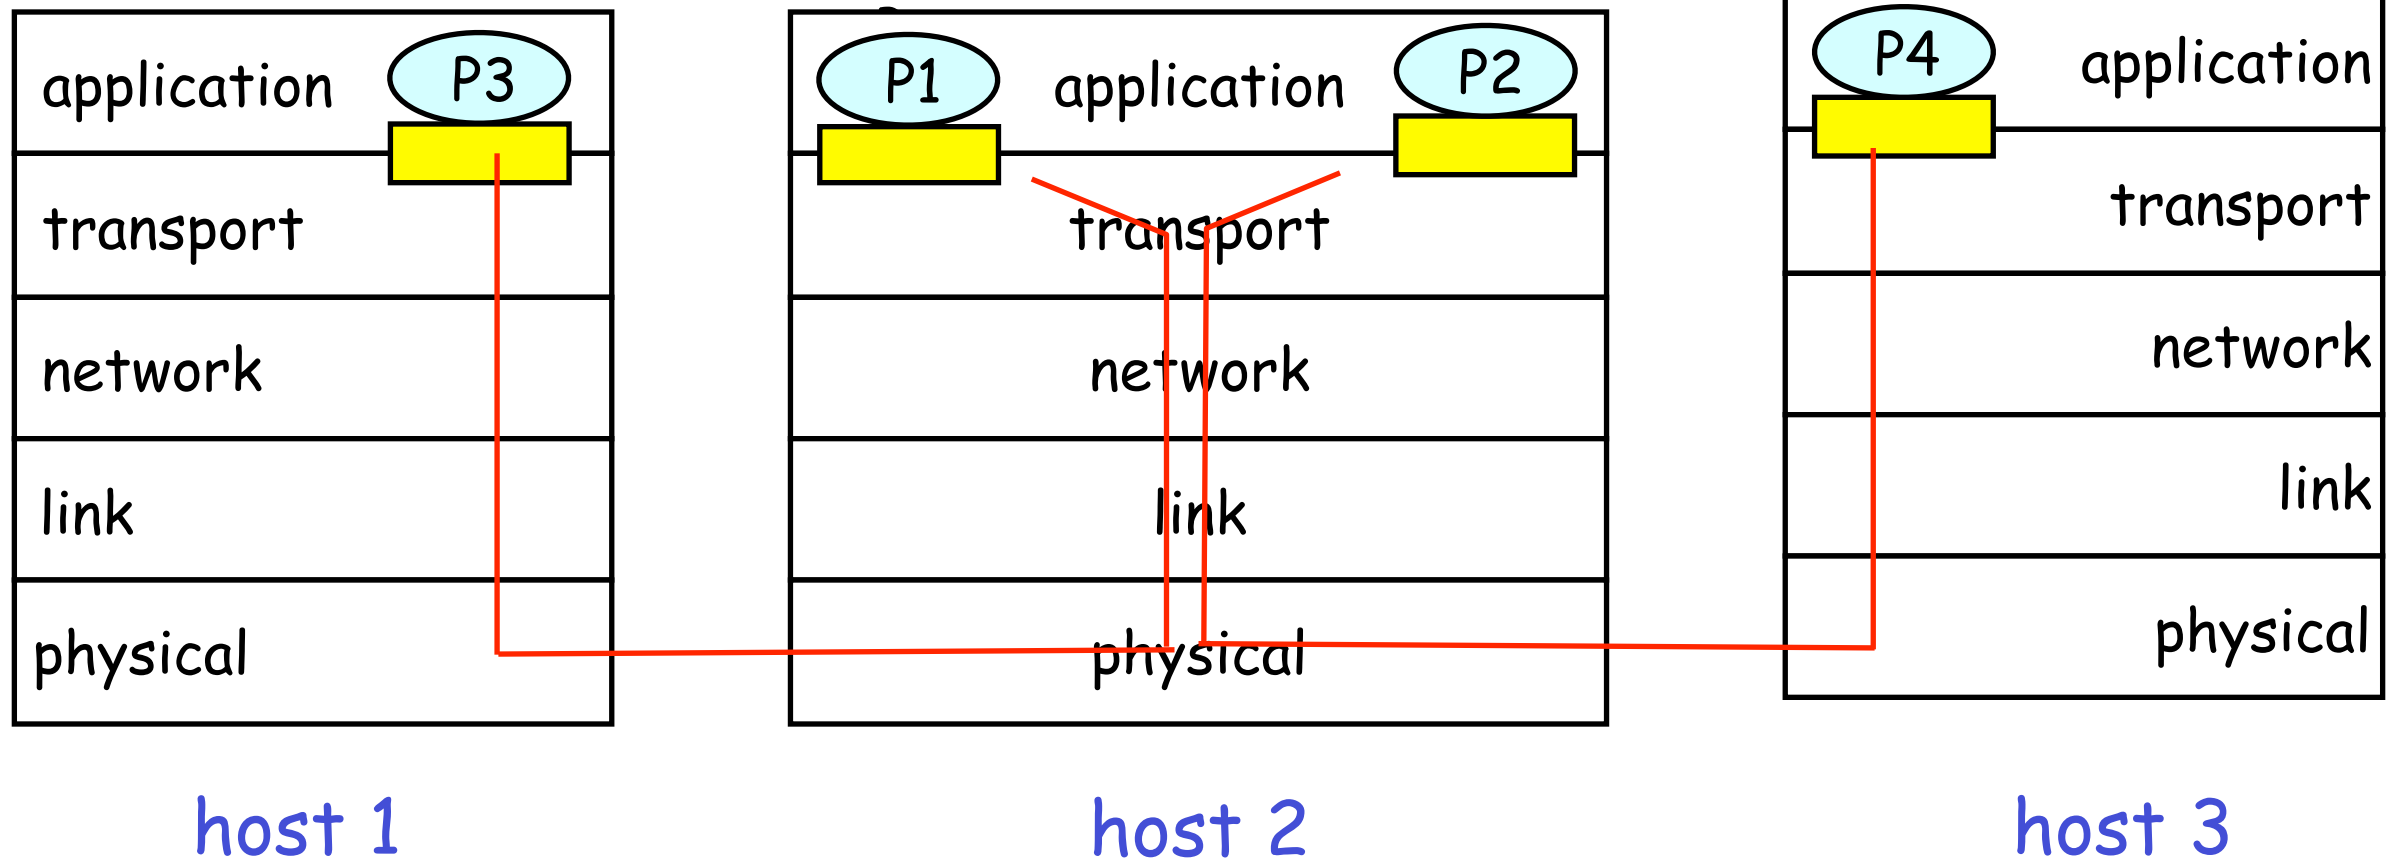 application
P3
transport
network
link
physical
host 1
P1
application
P2
transport
network
link
physical
host 2
P4
application
transport
network
link
physical
host 3